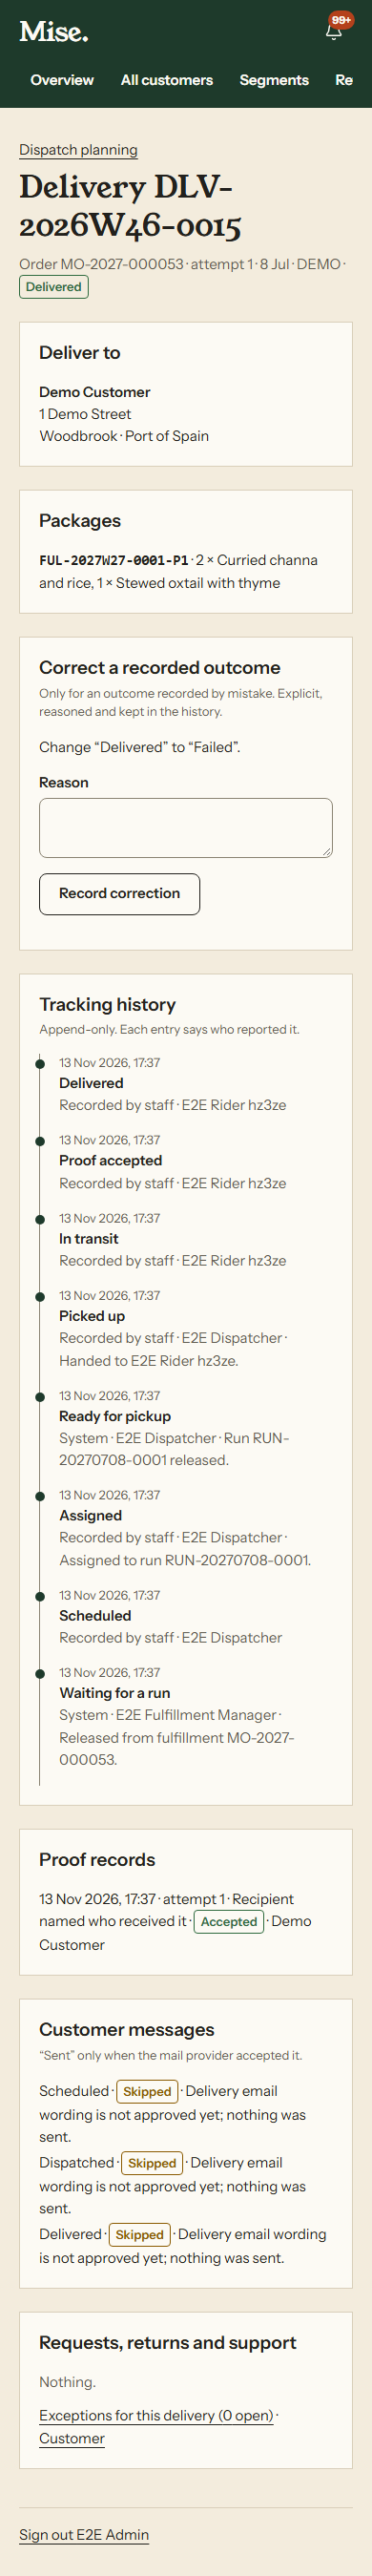 Mise.
99+
Overview All customers Segments Re
Dispatch planning
Delivery DLV-
2026W46-0015
Order MO-2027-000053 · attempt 1 · 8 Jul · DEMO ·
Delivered
Deliver to
Demo Customer
1 Demo Street
Woodbrook · Port of Spain
Packages
FUL-2027W27-0001-P1 · 2 × Curried channa
and rice, 1 × Stewed oxtail with thyme
Correct a recorded outcome
Only for an outcome recorded by mistake. Explicit,
reasoned and kept in the history.
Change “Delivered” to “Failed”.
Reason
Record correction
Tracking history
Append-only. Each entry says who reported it.
13 Nov 2026, 17:37
Delivered
Recorded by staff · E2E Rider hz3ze
13 Nov 2026, 17:37
Proof accepted
Recorded by staff · E2E Rider hz3ze
13 Nov 2026, 17:37
In transit
Recorded by staff · E2E Rider hz3ze
13 Nov 2026, 17:37
Picked up
Recorded by staff · E2E Dispatcher ·
Handed to E2E Rider hz3ze.
13 Nov 2026, 17:37
Ready for pickup
System · E2E Dispatcher · Run RUN-
20270708-0001 released.
13 Nov 2026, 17:37
Assigned
Recorded by staff · E2E Dispatcher ·
Assigned to run RUN-20270708-0001.
13 Nov 2026, 17:37
Scheduled
Recorded by staff · E2E Dispatcher
13 Nov 2026, 17:37
Waiting for a run
System · E2E Fulfillment Manager ·
Released from fulfillment MO-2027-
000053.
Proof records
13 Nov 2026, 17:37 · attempt 1 · Recipient
named who received it · Accepted · Demo
Customer
Customer messages
“Sent” only when the mail provider accepted it.
Scheduled · Skipped · Delivery email
wording is not approved yet; nothing was
sent.
Dispatched · Skipped · Delivery email
wording is not approved yet; nothing was
sent.
Delivered · Skipped · Delivery email wording
is not approved yet; nothing was sent.
Requests, returns and support
Nothing.
Exceptions for this delivery (0 open) ·
Customer
Sign out E2E Admin